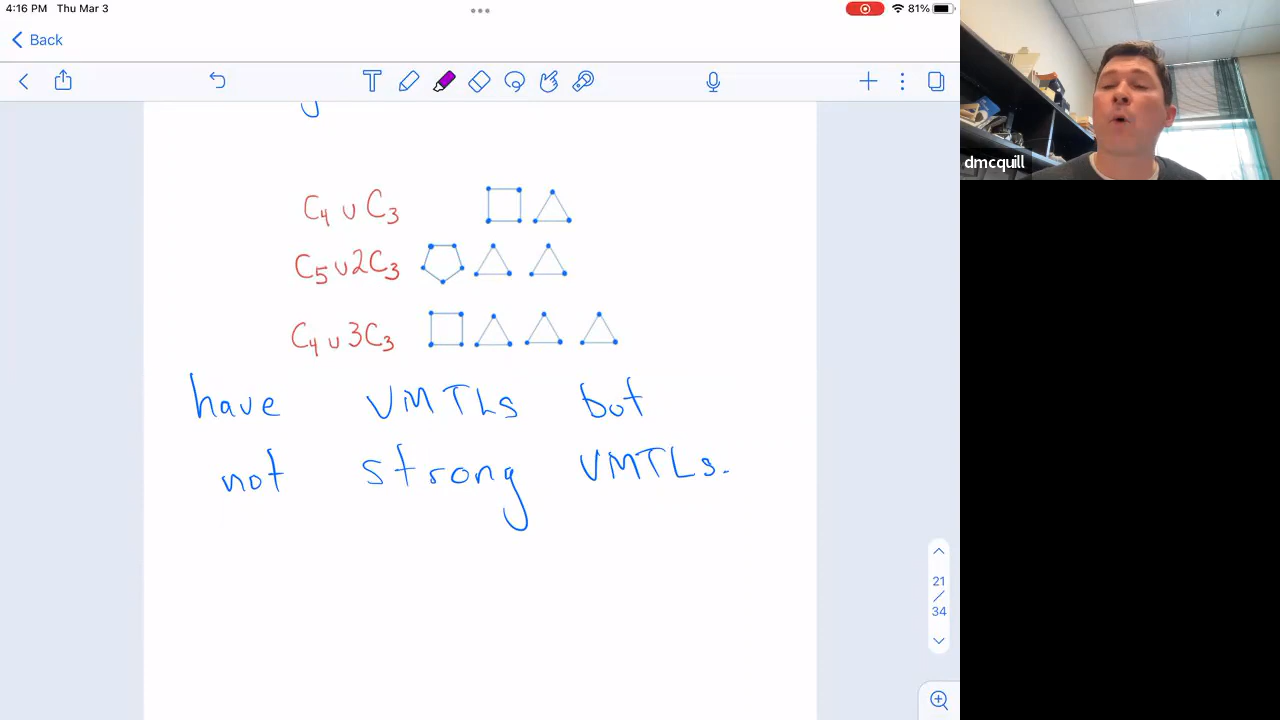 4:16 PM Thu Mar 3
81%
Back
dmcquill
C4 ∪ C3
C5 ∪ 2C3
C4 ∪ 3C3
have VMTLs but
not strong VMTLs.
21
/
34